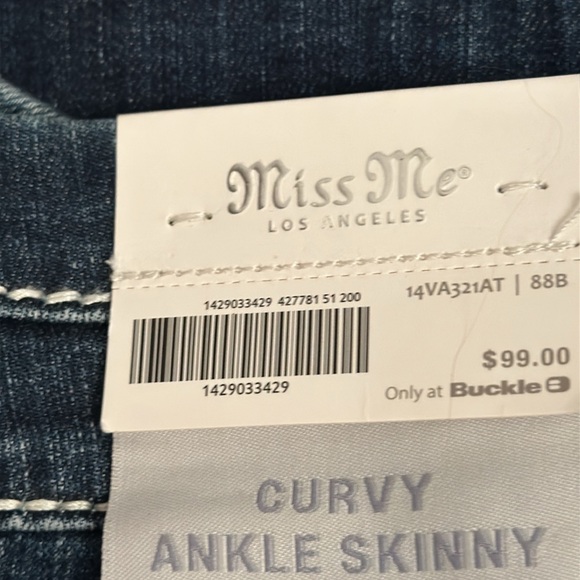 Miss Me®
LOS ANGELES
14VA321AT | 88B
1429033429 427781 51 200
1429033429
$99.00
Only at Buckle B
CURVY
ANKLE SKINNY